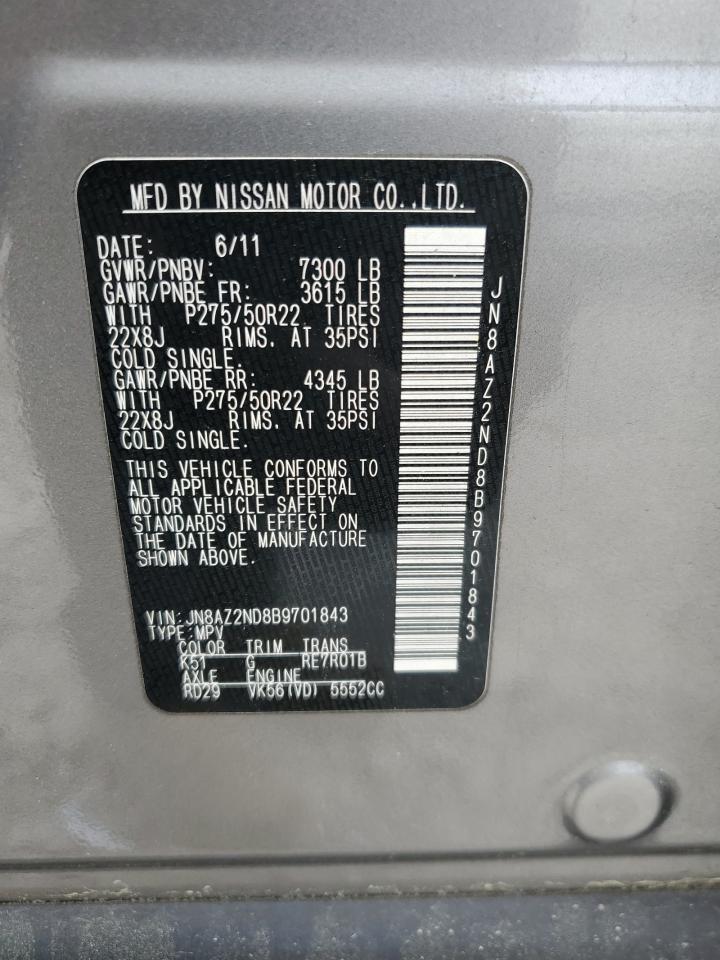 MFD BY NISSAN MOTOR CO.,LTD.
DATE: 6/11
GVWR/PNBV: 7300 LB
GAWR/PNBE FR: 3615 LB
WITH P275/50R22 TIRES
22X8J RIMS. AT 35PSI
COLD SINGLE.
GAWR/PNBE RR: 4345 LB
WITH P275/50R22 TIRES
22X8J RIMS. AT 35PSI
COLD SINGLE.
THIS VEHICLE CONFORMS TO
ALL APPLICABLE FEDERAL
MOTOR VEHICLE SAFETY
STANDARDS IN EFFECT ON
THE DATE OF MANUFACTURE
SHOWN ABOVE.
VIN:JN8AZ2ND8B9701843
TYPE:MPV
COLOR TRIM TRANS
K51 G RE7R01B
AXLE ENGINE
RD29 VK56(VD) 5552CC
JN8AZ2ND8B9701843